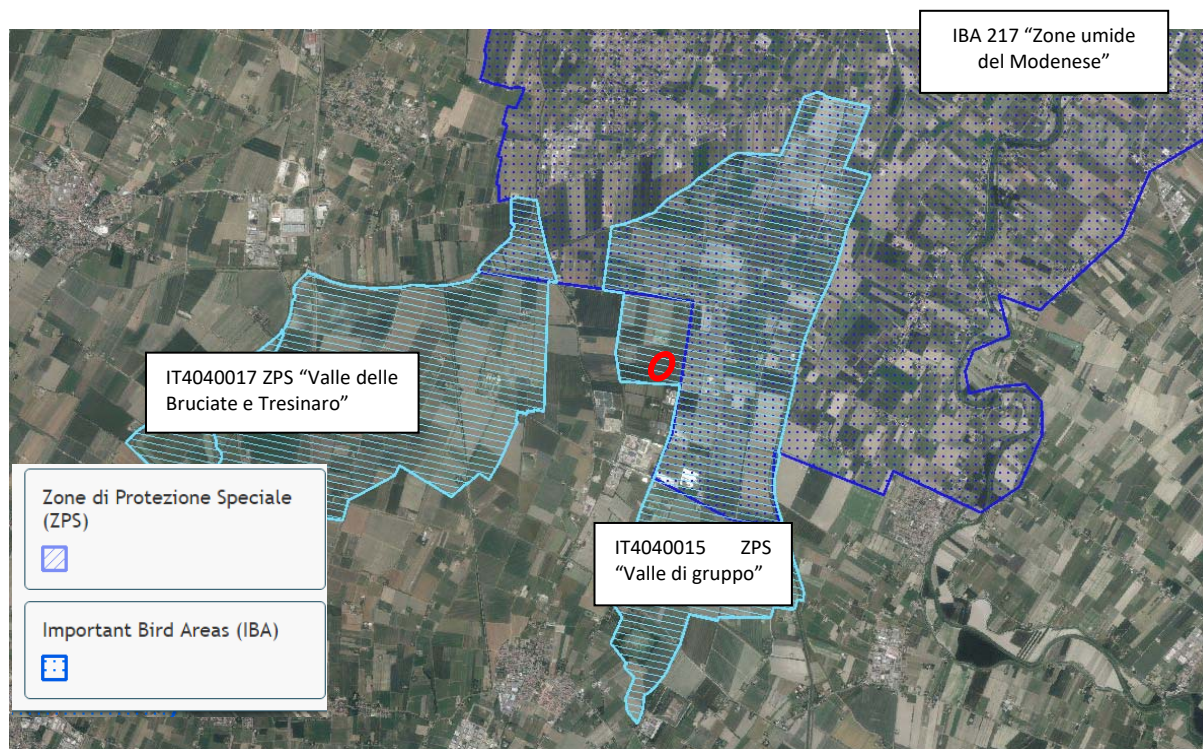 IBA 217 “Zone umide
del Modenese”
IT4040017 ZPS “Valle delle
Bruciate e Tresinaro”
Zone di Protezione Speciale
(ZPS)
Important Bird Areas (IBA)
IT4040015 ZPS
“Valle di gruppo”